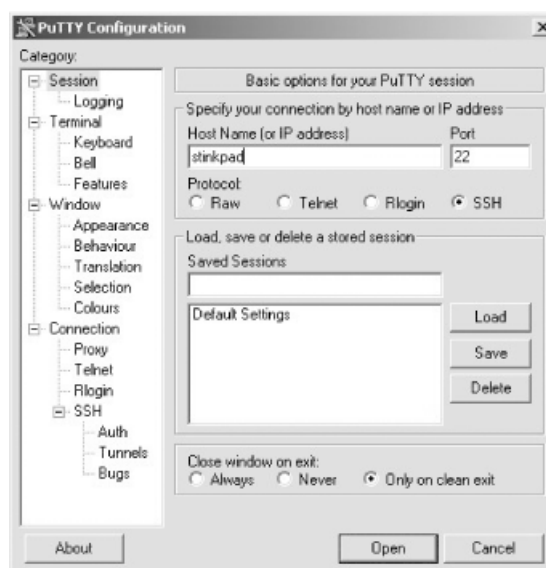 PuTTY Configuration
Category:
Session
Logging
Terminal
Keyboard
Bell
Features
Window
Appearance
Behaviour
Translation
Selection
Colours
Connection
Proxy
Telnet
Rlogin
SSH
Auth
Tunnels
Bugs
Basic options for your PuTTY session
Specify your connection by host name or IP address
Host Name (or IP address) Port
stinkpad 22
Protocol:
Raw Telnet Rlogin SSH
Load, save or delete a stored session
Saved Sessions
Default Settings
Load
Save
Delete
Close window on exit:
Always Never Only on clean exit
About Open Cancel